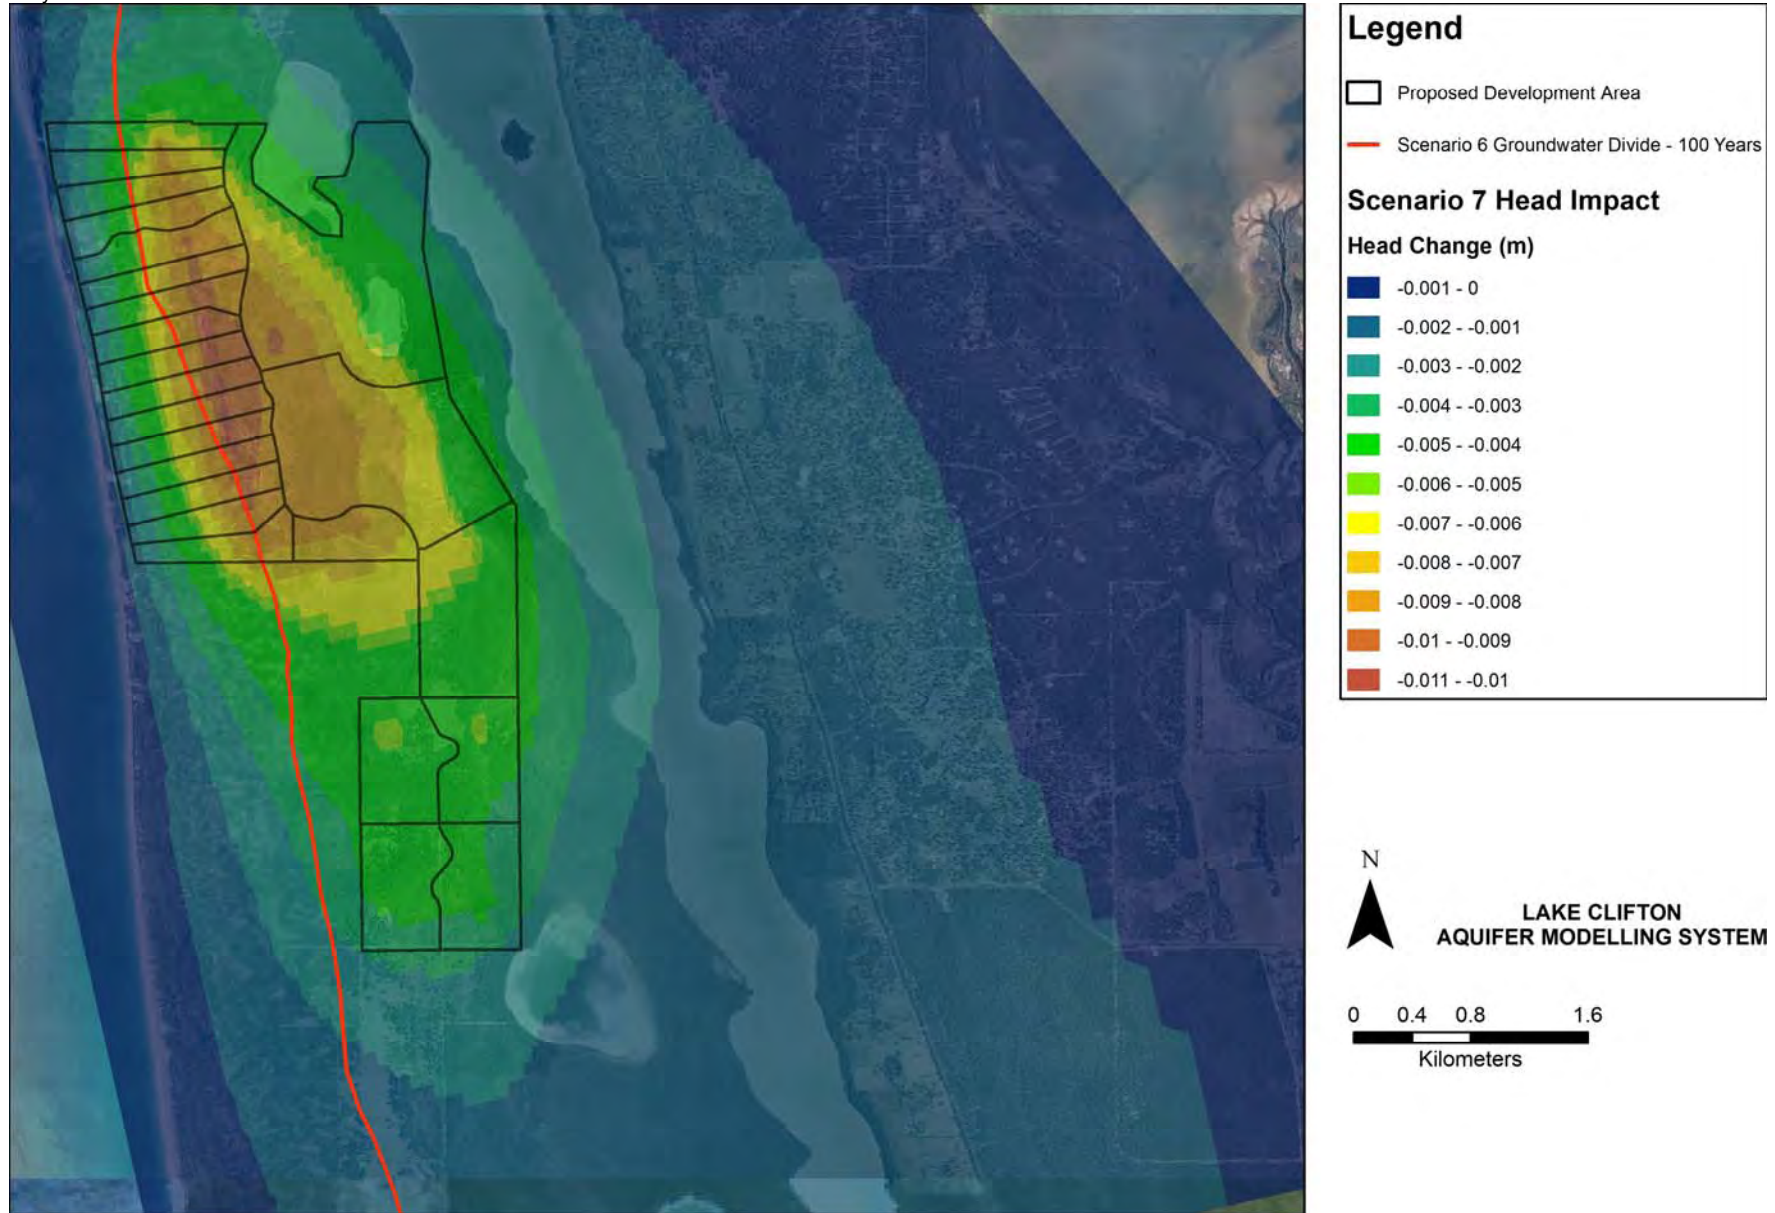 Legend
Proposed Development Area
Scenario 6 Groundwater Divide - 100 Years
Scenario 7 Head Impact
Head Change (m)
-0.001 - 0
-0.002 - -0.001
-0.003 - -0.002
-0.004 - -0.003
-0.005 - -0.004
-0.006 - -0.005
-0.007 - -0.006
-0.008 - -0.007
-0.009 - -0.008
-0.01 - -0.009
-0.011 - -0.01
N
LAKE CLIFTON
AQUIFER MODELLING SYSTEM
0 0.4 0.8 1.6
Kilometers